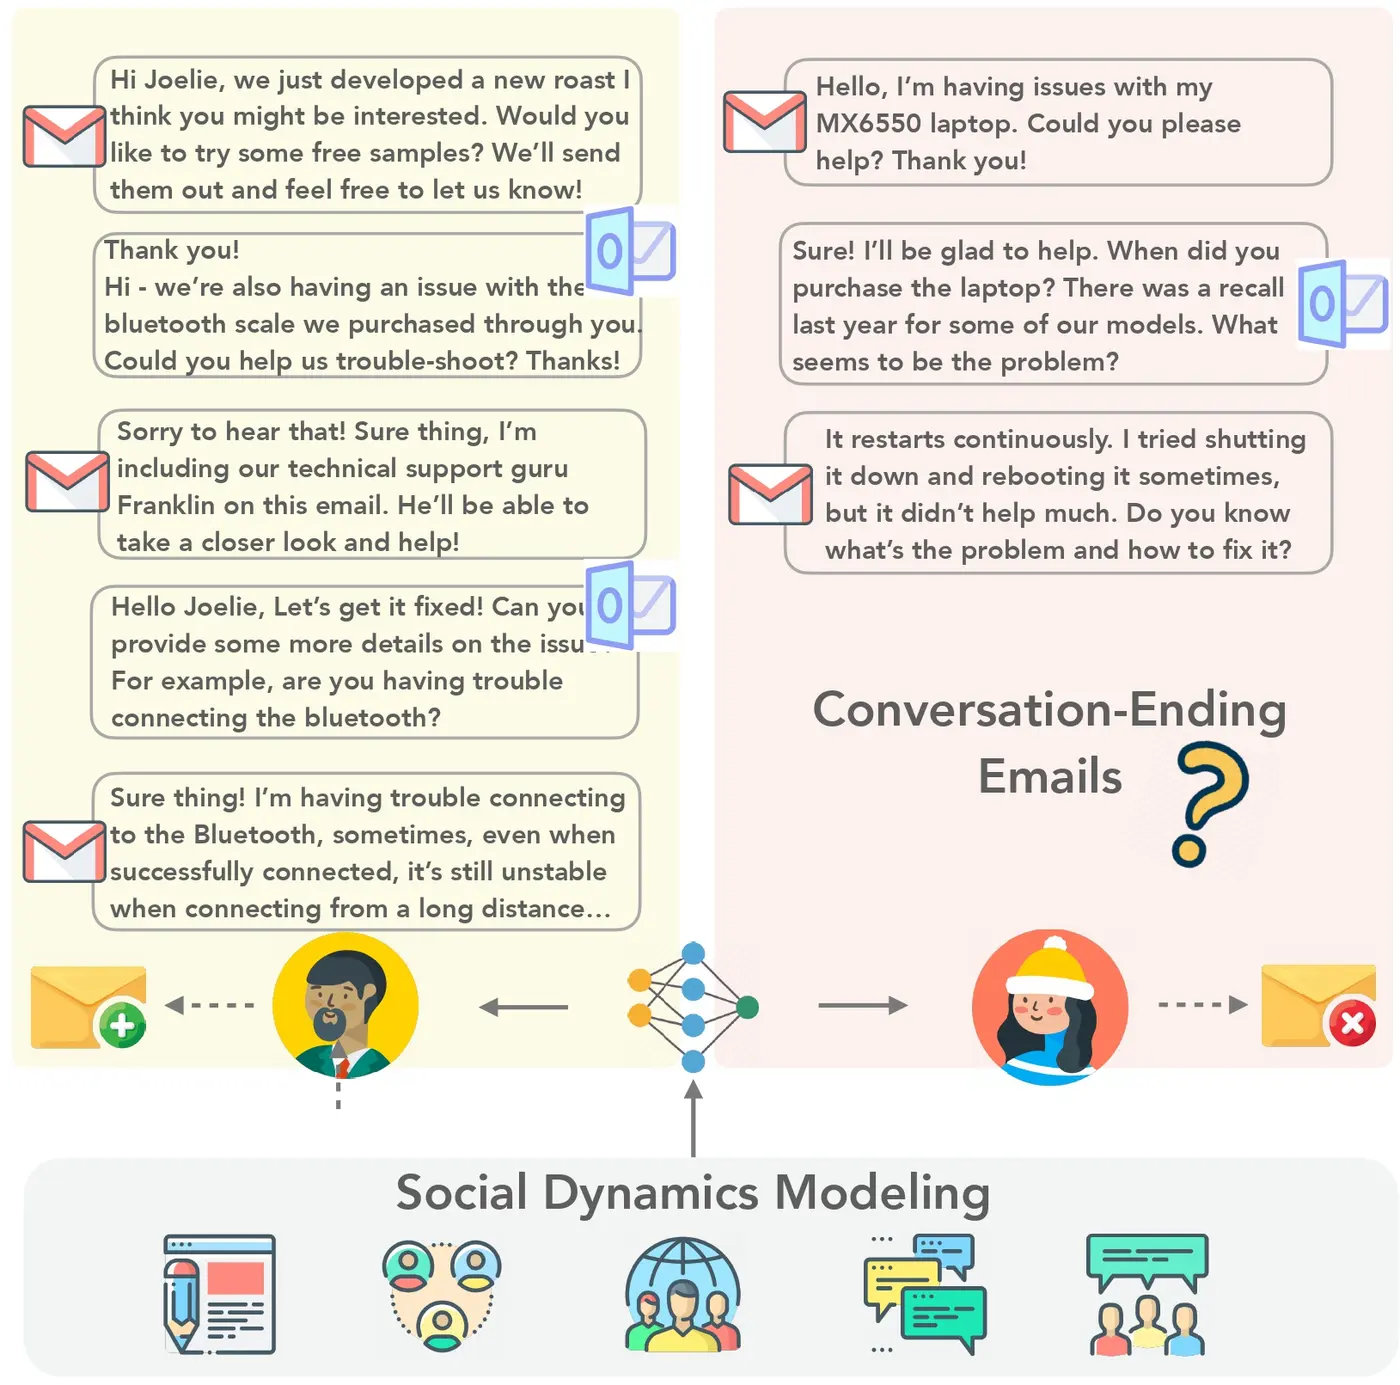 Hi Joelie, we just developed a new roast I
think you might be interested. Would you
like to try some free samples? We’ll send
them out and feel free to let us know!
Thank you!
Hi - we’re also having an issue with the
bluetooth scale we purchased through you.
Could you help us trouble-shoot? Thanks!
Sorry to hear that! Sure thing, I’m
including our technical support guru
Franklin on this email. He’ll be able to
take a closer look and help!
Hello Joelie, Let’s get it fixed! Can you
provide some more details on the
For example, are you having trouble
connecting the bluetooth?
Sure thing! I’m having trouble connecting
to the Bluetooth, sometimes, even when
successfully connected, it’s still unstable
when connecting from a long distance...
Hello, I’m having issues with my
MX6550 laptop. Could you please
help? Thank you!
Sure! I’ll be glad to help. When did you
purchase the laptop? There was a recall
last year for some of our models. What
seems to be the problem?
It restarts continuously. I tried shutting
it down and rebooting it sometimes,
but it didn’t help much. Do you know
what’s the problem and how to fix it?
Conversation-Ending
Emails
Social Dynamics Modeling